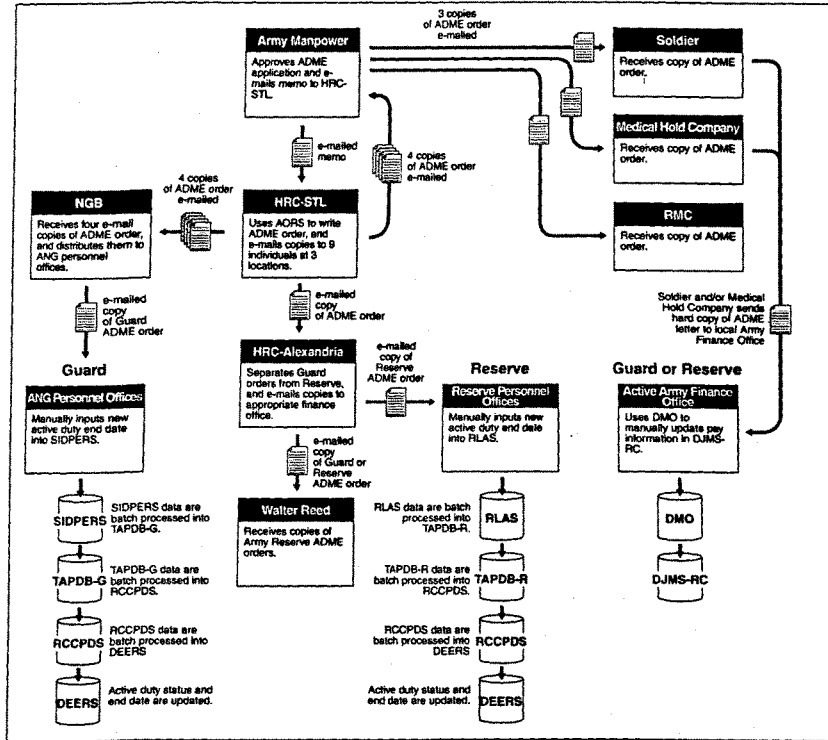 3 copies
of ADME order
e-mailed
Army Manpower
Approves ADME
application and e-
mails memo to HRC-
STL.
Soldier
Receives copy of ADME
order.
e-mailed
memo
4 copies
of ADME order
e-mailed
Medical Hold Company
Receives copy of ADME
order.
4 copies
of ADME order
e-mailed
NGB
Receives four e-mail
copies of ADME order,
and distributes them to
ANG personnel
offices.
HRC-STL
Uses AORS to write
ADME order, and
e-mails copies to 9
individuals at 3
locations.
RMC
Receives copy of ADME
order.
e-mailed
copy
of Guard
ADME order
e-mailed
copy
of ADME order
Soldier and/or Medical
Hold Company sends
hard copy of ADME
letter to local Army
Finance Office
HRC-Alexandria
Separates Guard
orders from Reserve,
and e-mails copies to
appropriate finance
office.
e-mailed
copy of
Reserve
ADME order
Guard
ANG Personnel Offices
Manually inputs new
active duty end date
into SIDPERS.
Reserve
Reserve Personnel
Offices
Manually inputs new
active duty end date
into RLAS.
Guard or Reserve
Active Army Finance
Office
Uses DMO to
manually update pay
information in DJMS-
RC.
e-mailed
copy
of Guard or
Reserve
ADME order
Walter Reed
Receives copies of
Army Reserve ADME
orders.
SIDPERS
SIDPERS data are
batch processed into
TAPDB-G.
TAPDB-G
TAPDB-G data are
batch processed into
RCCPDS.
RCCPDS
RCCPDS data are
batch processed into
DEERS
DEERS
Active duty status and
end date are updated.
RLAS data are
batch processed
into TAPDB-R.
RLAS
TAPDB-R data are
batch processed into
RCCPDS.
TAPDB-R
RCCPDS data are
batch processed into
DEERS
RCCPDS
Active duty status and
end date are updated.
DEERS
DMO
DJMS-RC